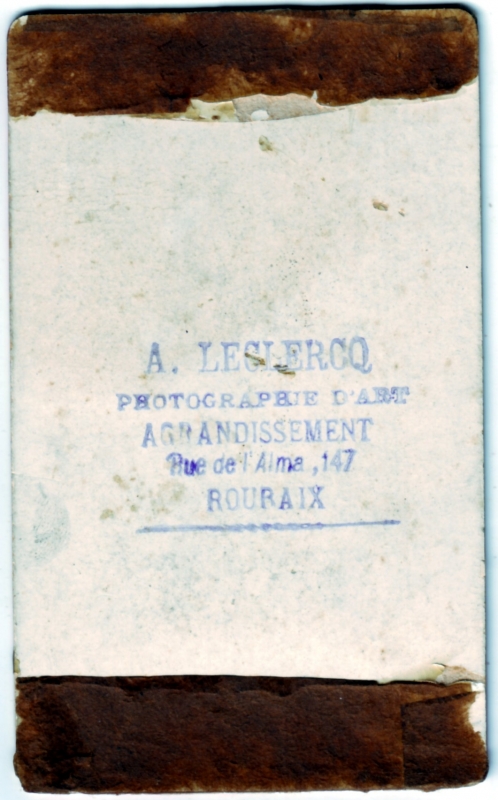 A. LECLERCQ
PHOTOGRAPHIE D'ART
AGRANDISSEMENT
Rue de l'Alma, 147
ROUBAIX